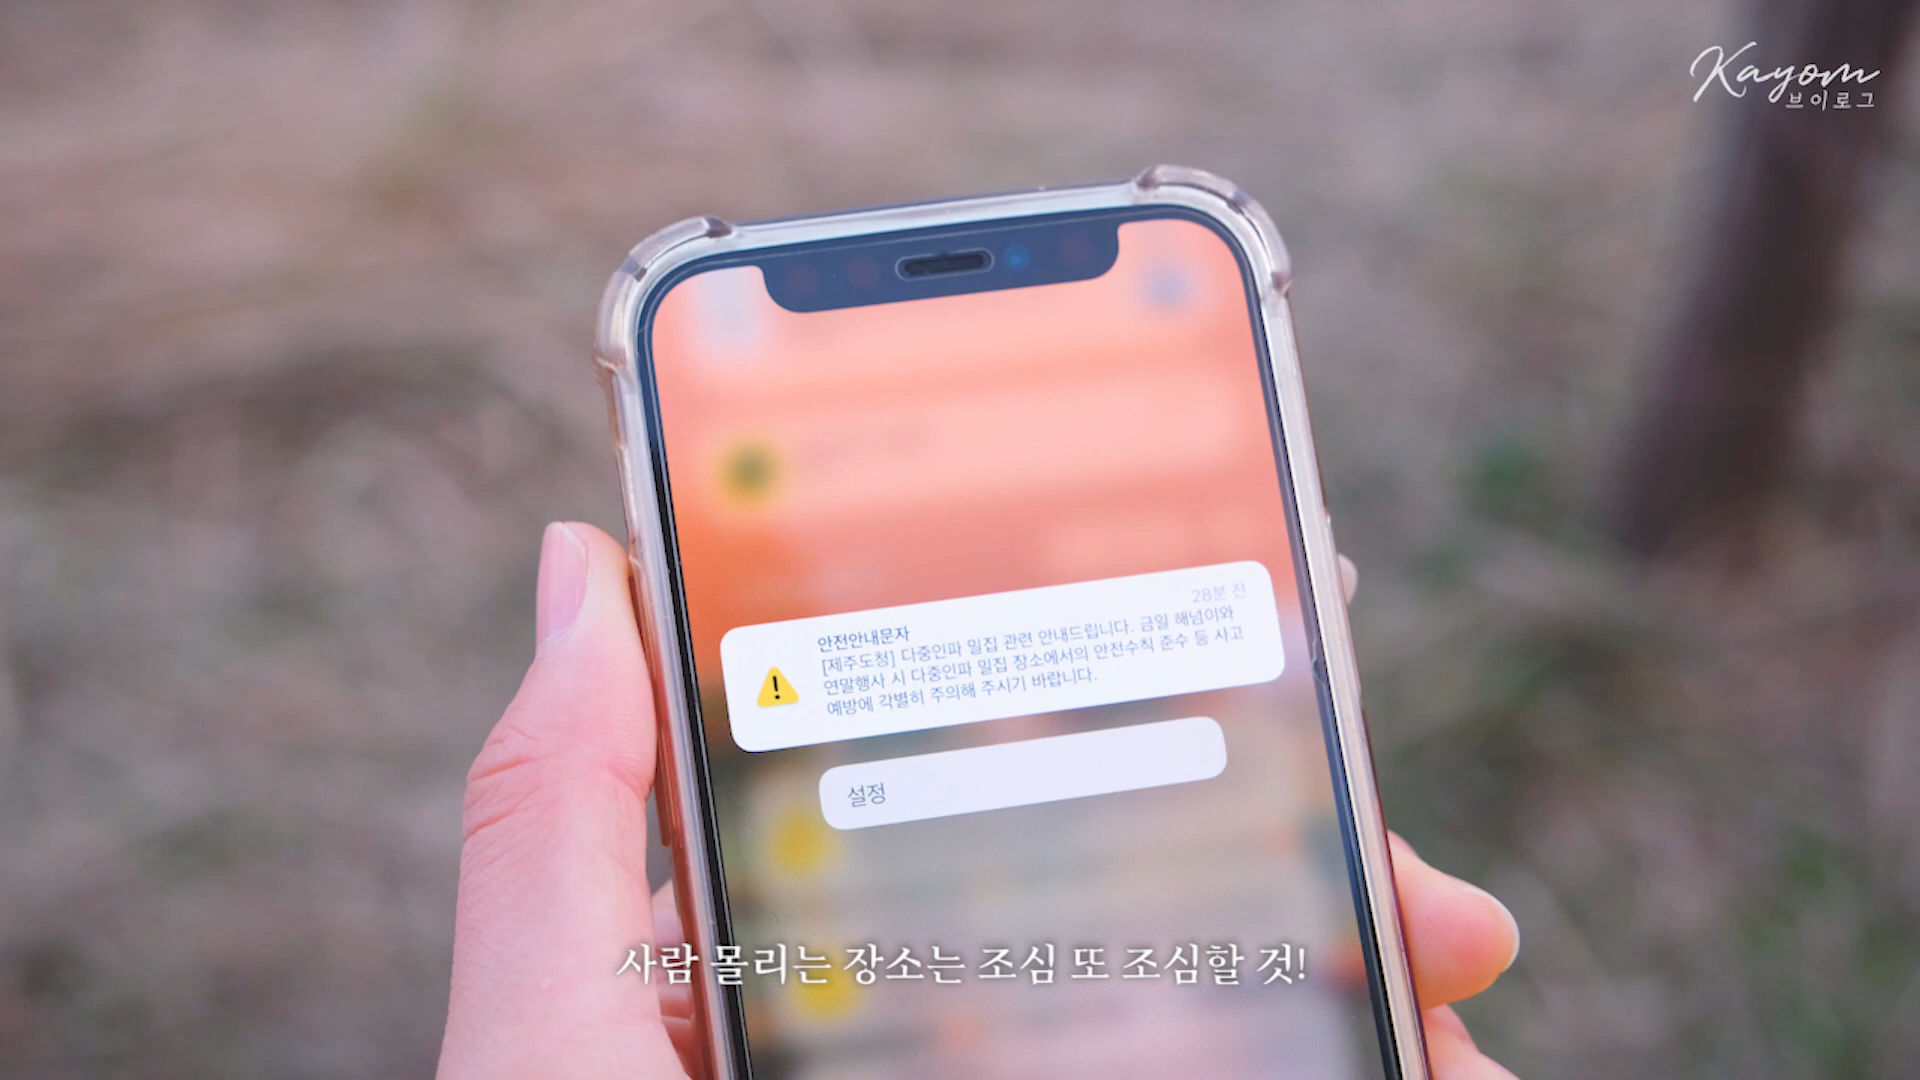 Kayom
브이로그
28분 전
안전안내문자
[제주도청] 다중인파 밀집 관련 안내드립니다. 금일 해넘이와
연말행사 시 다중인파 밀집 장소에서의 안전수칙 준수 등 사고
예방에 각별히 주의해 주시기 바랍니다.
설정
사람 몰리는 장소는 조심 또 조심할 것!